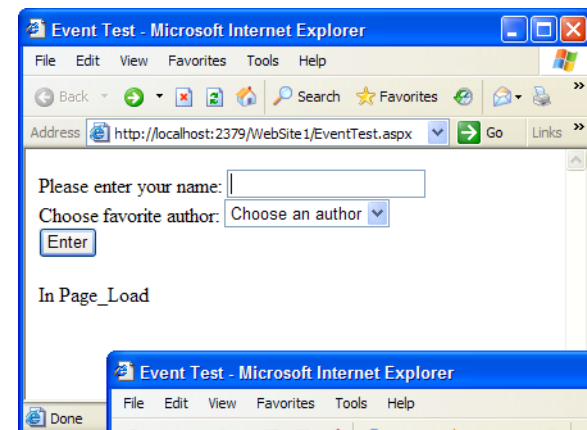 Event Test - Microsoft Internet Explorer
File Edit View Favorites Tools Help
Back Search Favorites »
Address http://localhost:2379/WebSite1/EventTest.aspx Go Links »
Please enter your name:
Choose favorite author: Choose an author
Enter
In Page_Load
Event Test - Microsoft Internet Explorer
File Edit View Favorites Tools Help
Done